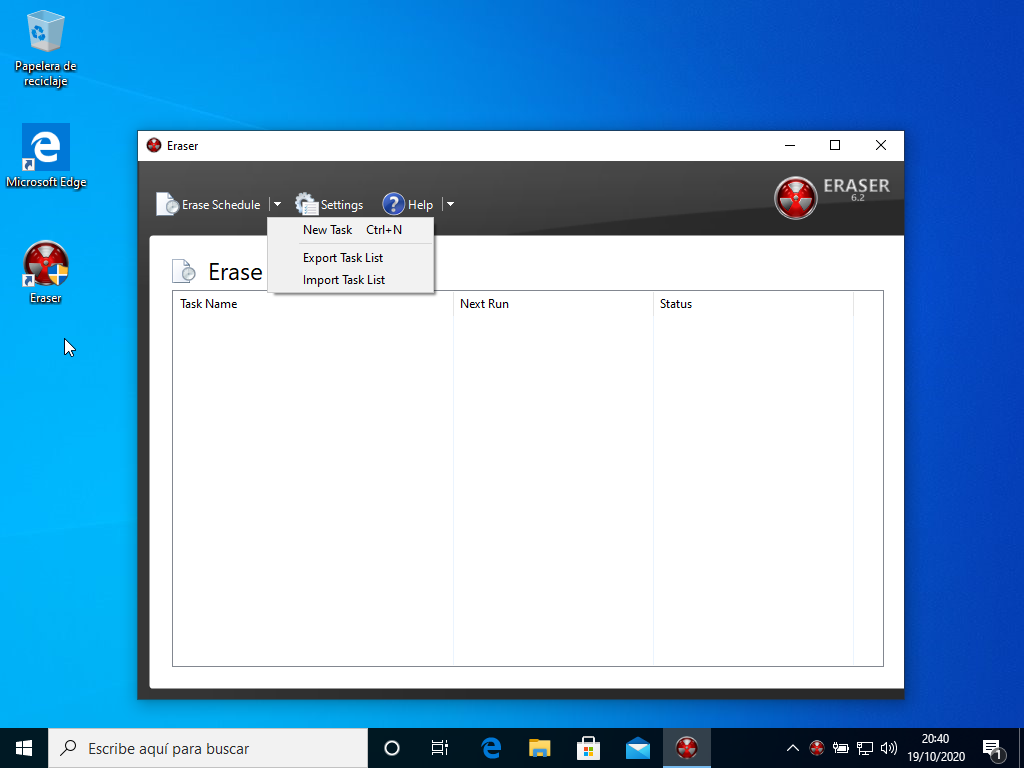 Papelera de
reciclaje
Microsoft Edge
Eraser
Eraser
Erase Schedule
Settings
Help
ERASER
6.2
New Task Ctrl+N
Export Task List
Import Task List
Erase
Task Name Next Run Status
Escribe aquí para buscar
20:40
19/10/2020
1